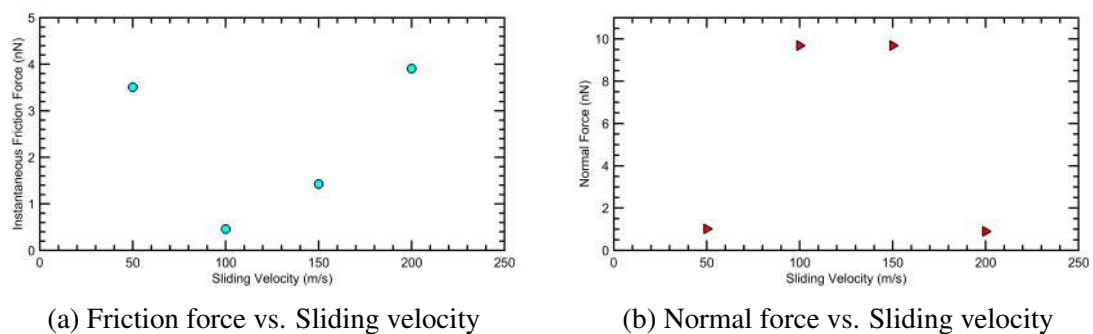 5
4
3
2
1
0
Instantaneous Friction Force (nN)
0 50 100 150 200 250
Sliding Velocity (m/s)
(a) Friction force vs. Sliding velocity
10
8
6
4
2
0
Normal Force (nN)
0 50 100 150 200 250
Sliding Velocity (m/s)
(b) Normal force vs. Sliding velocity